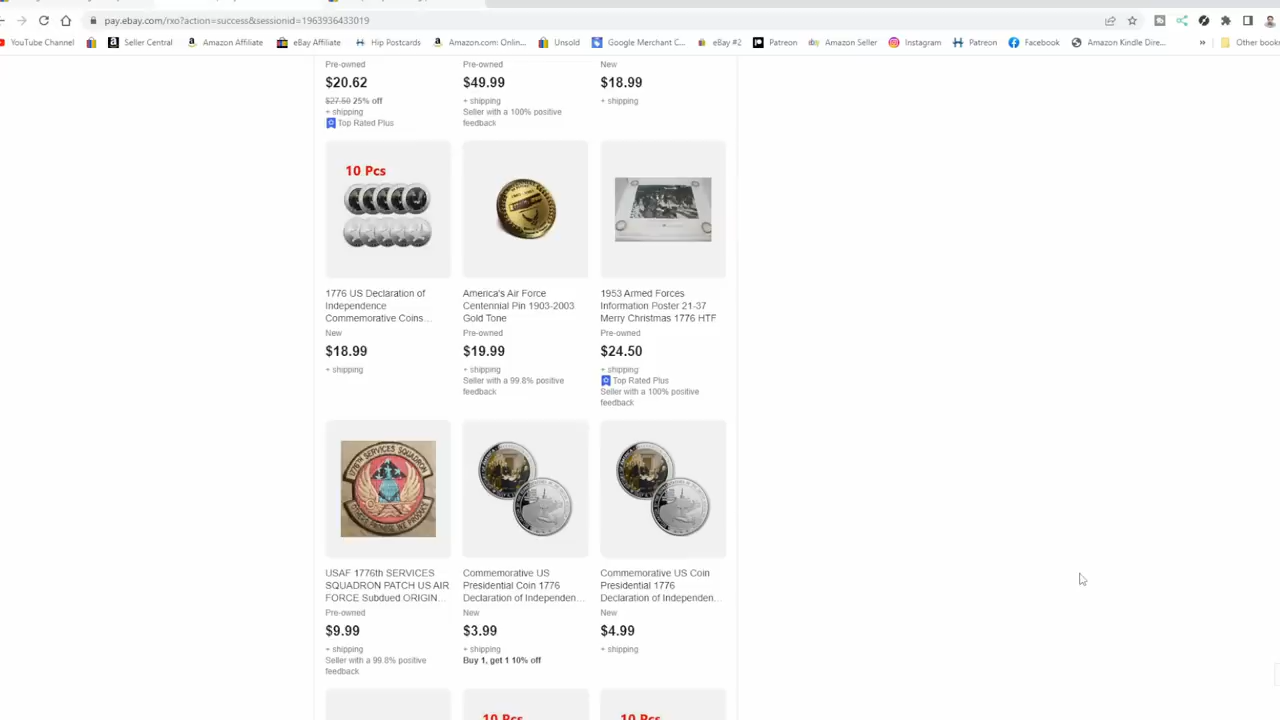 pay.ebay.com/rxo?action=success&sessionid=1963936433019
YouTube Channel
Seller Central
Amazon Affiliate
eBay Affiliate
Hip Postcards
Amazon.com: Onlin...
Unsold
Google Merchant C...
eBay #2
Patreon
Amazon Seller
Instagram
Patreon
Facebook
Amazon Kindle Dire...
»
Other book
Pre-owned
$20.62
$27.50 25% off
+ shipping
Top Rated Plus
Pre-owned
$49.99
+ shipping
Seller with a 100% positive
feedback
New
$18.99
+ shipping
10 Pcs
1776 US Declaration of
Independence
Commemorative Coins...
New
$18.99
+ shipping
America's Air Force
Centennial Pin 1903-2003
Gold Tone
Pre-owned
$19.99
+ shipping
Seller with a 99.8% positive
feedback
1953 Armed Forces
Information Poster 21-37
Merry Christmas 1776 HTF
Pre-owned
$24.50
+ shipping
Top Rated Plus
Seller with a 100% positive
feedback
1776TH SERVICES SQUADRON
USAF 1776th SERVICES
SQUADRON PATCH US AIR
FORCE Subdued ORIGIN...
Pre-owned
$9.99
+ shipping
Seller with a 99.8% positive
feedback
Commemorative US
Presidential Coin 1776
Declaration of Independen...
New
$3.99
+ shipping
Buy 1, get 1 10% off
Commemorative US Coin
Presidential 1776
Declaration of Independen...
New
$4.99
+ shipping
10 Pcs
10 Pcs